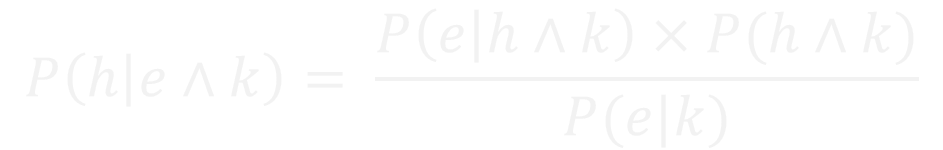 P(h|e ∧ k) = P(e|h ∧ k) × P(h ∧ k) / P(e|k)